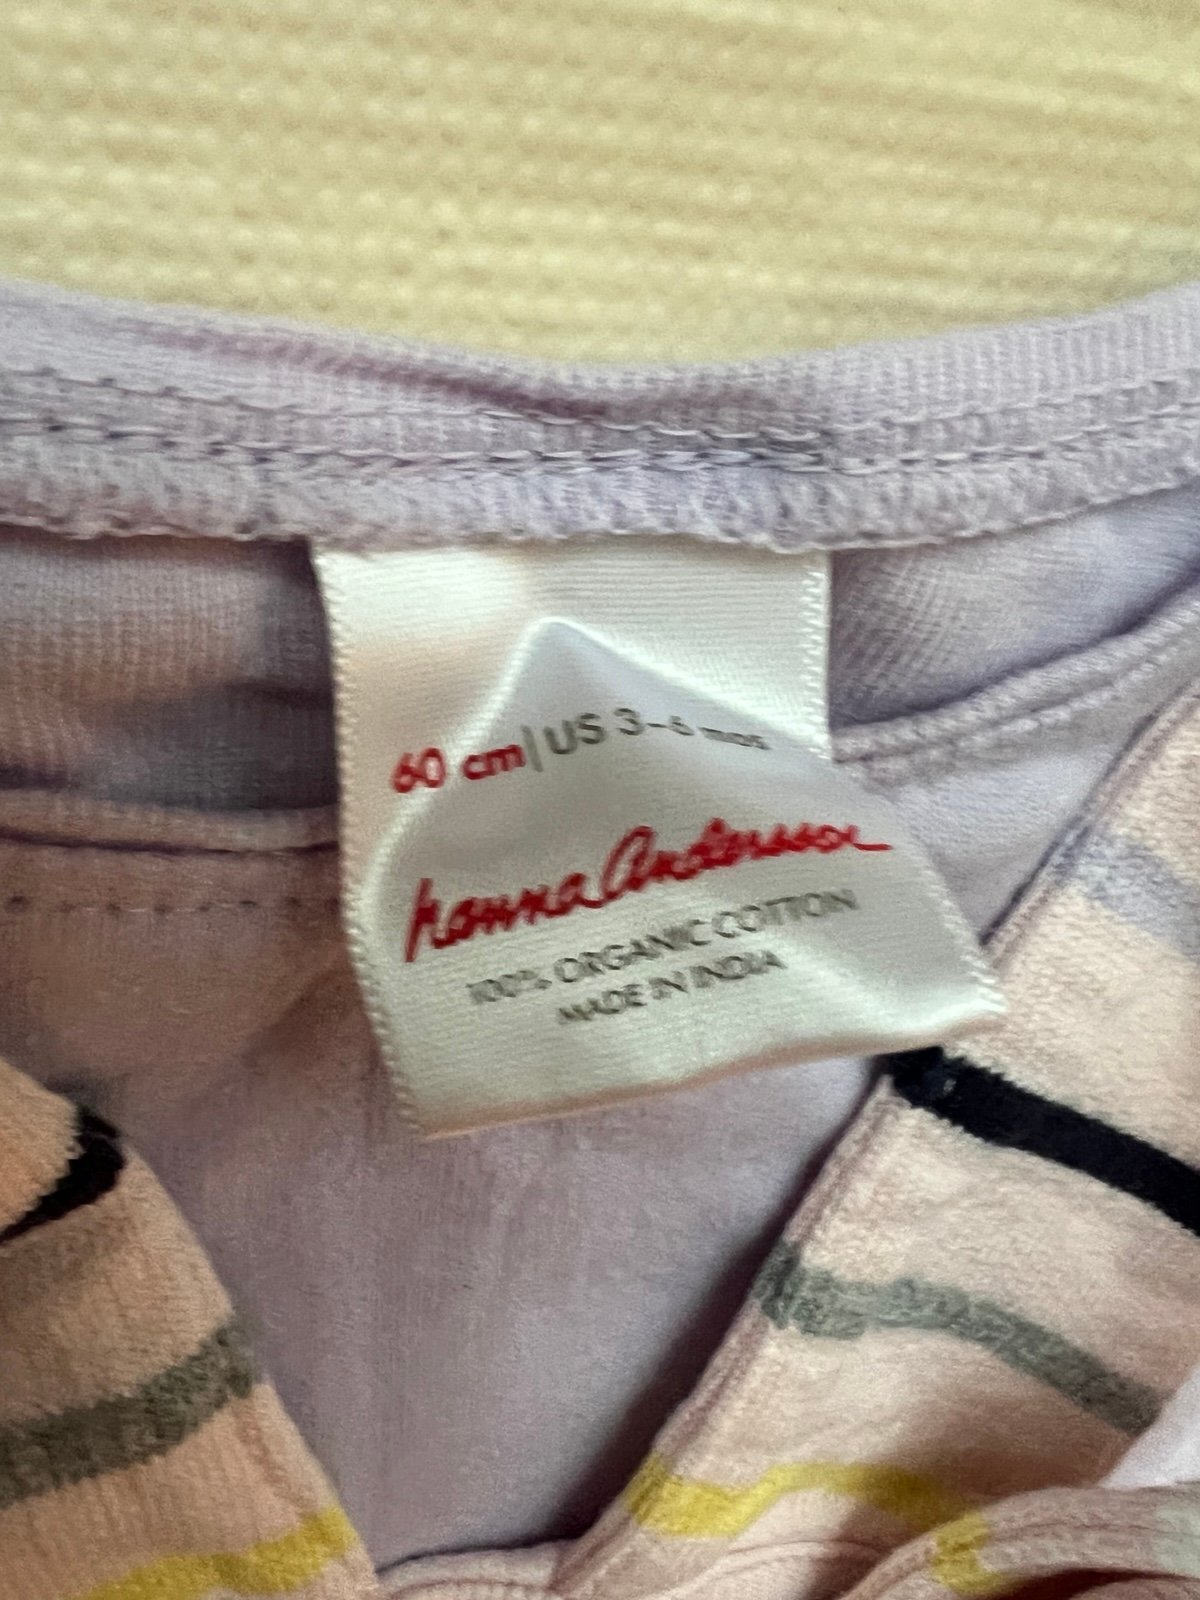 60 cm | US 3-6 mos
hanna Andersson
100% ORGANIC COTTON
MADE IN INDIA